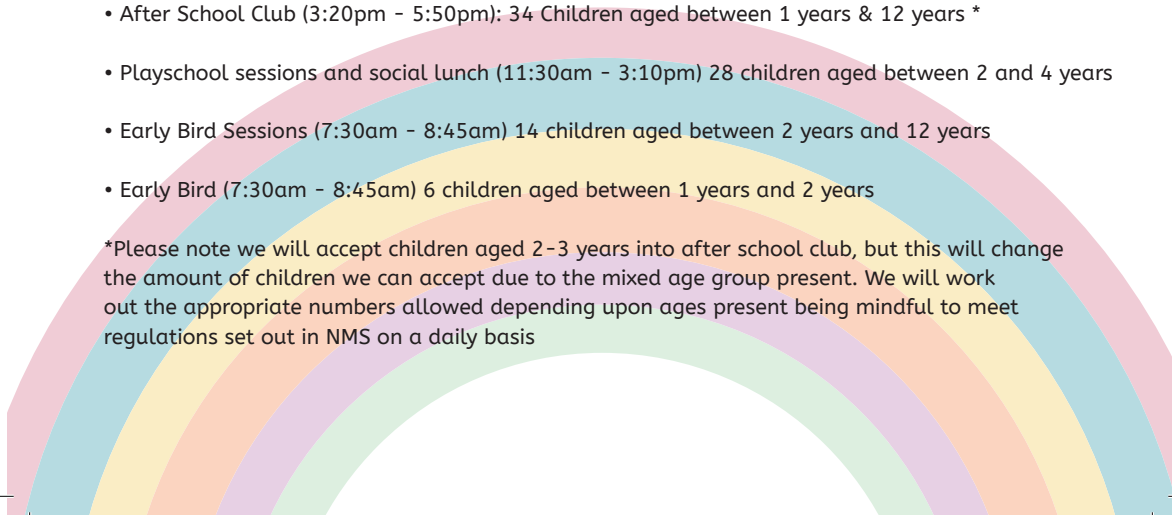 • After School Club (3:20pm - 5:50pm): 34 Children aged between 1 years & 12 years *
• Playschool sessions and social lunch (11:30am - 3:10pm) 28 children aged between 2 and 4 years
• Early Bird Sessions (7:30am - 8:45am) 14 children aged between 2 years and 12 years
• Early Bird (7:30am - 8:45am) 6 children aged between 1 years and 2 years
*Please note we will accept children aged 2-3 years into after school club, but this will change
the amount of children we can accept due to the mixed age group present. We will work
out the appropriate numbers allowed depending upon ages present being mindful to meet
regulations set out in NMS on a daily basis